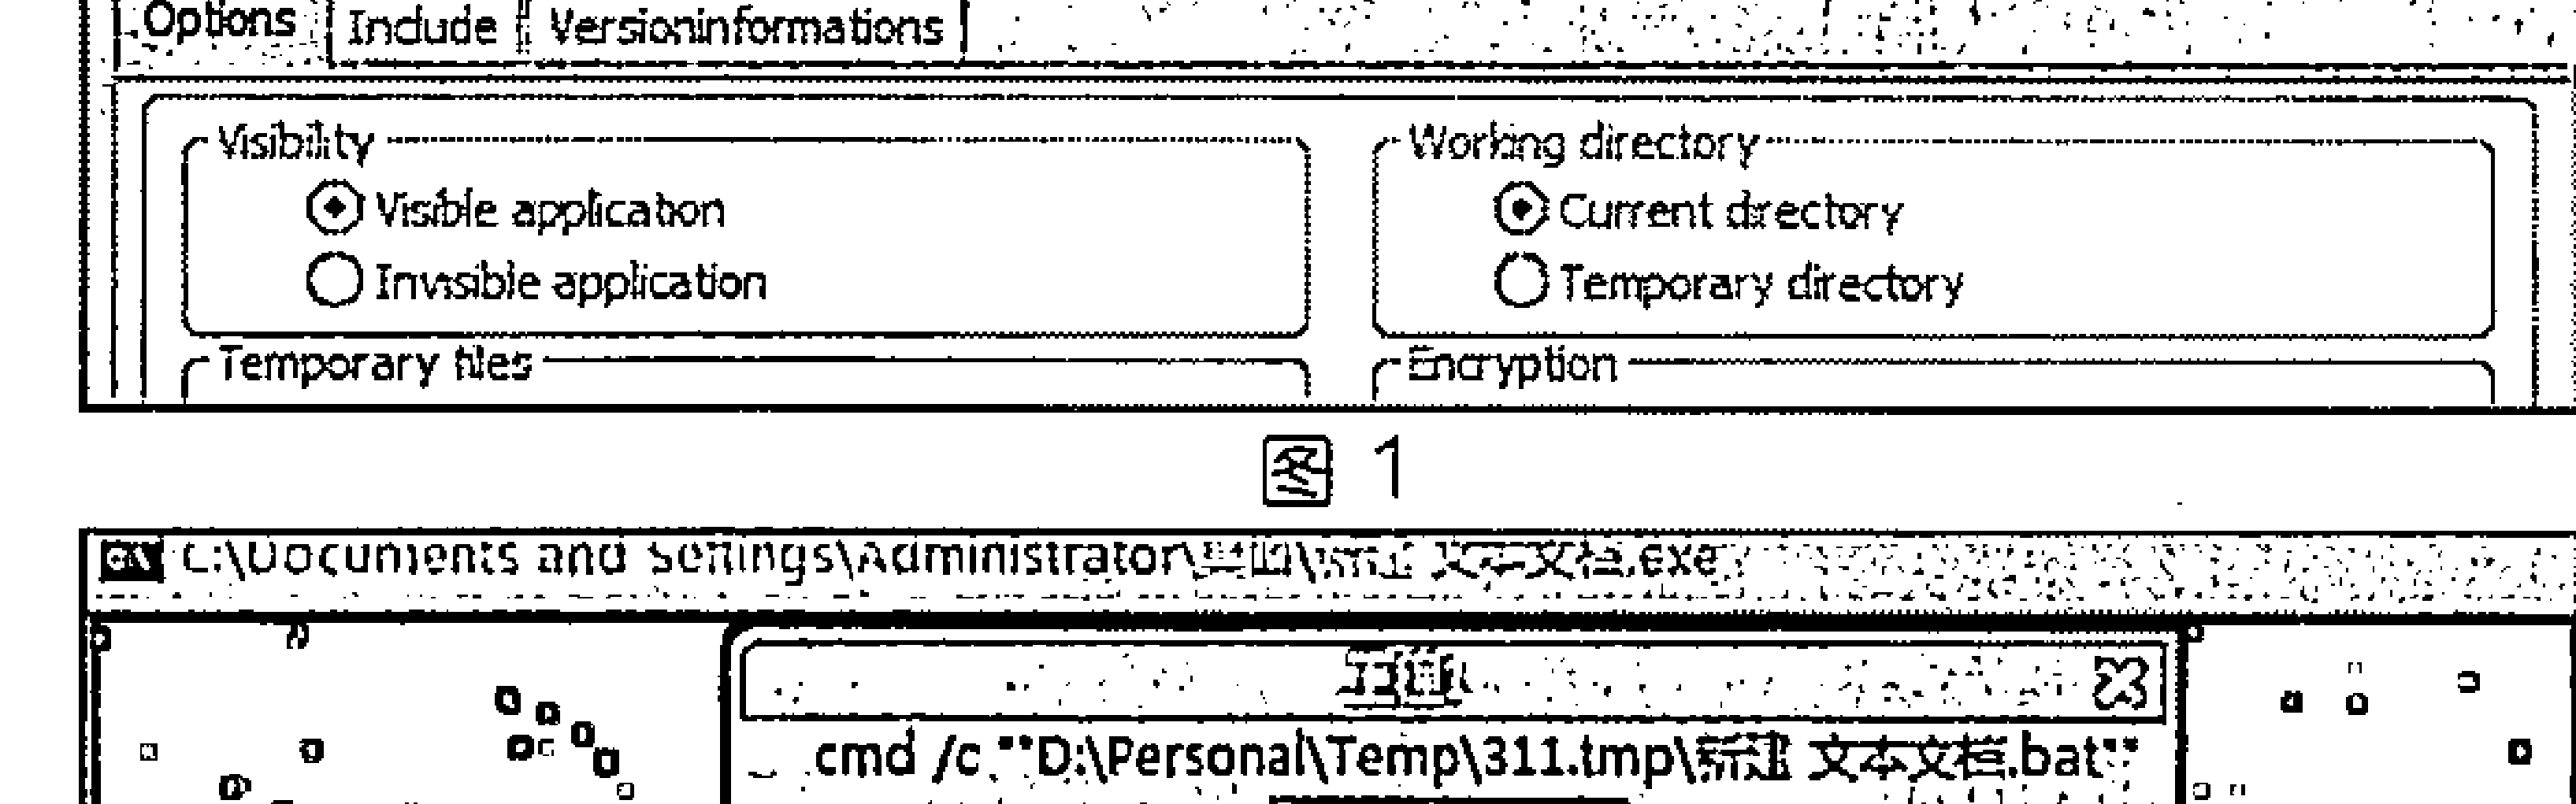 Options Include Versioninformations
Visibility Working directory
Visible application Current directory
Invisible application Temporary directory
Temporary files Encryption
图 1
C:\Documents and Settings\Administrator\桌面\新建 文本文档.exe
cmd /c ""D:\Personal\Temp\311.tmp\新建 文本文档.bat""